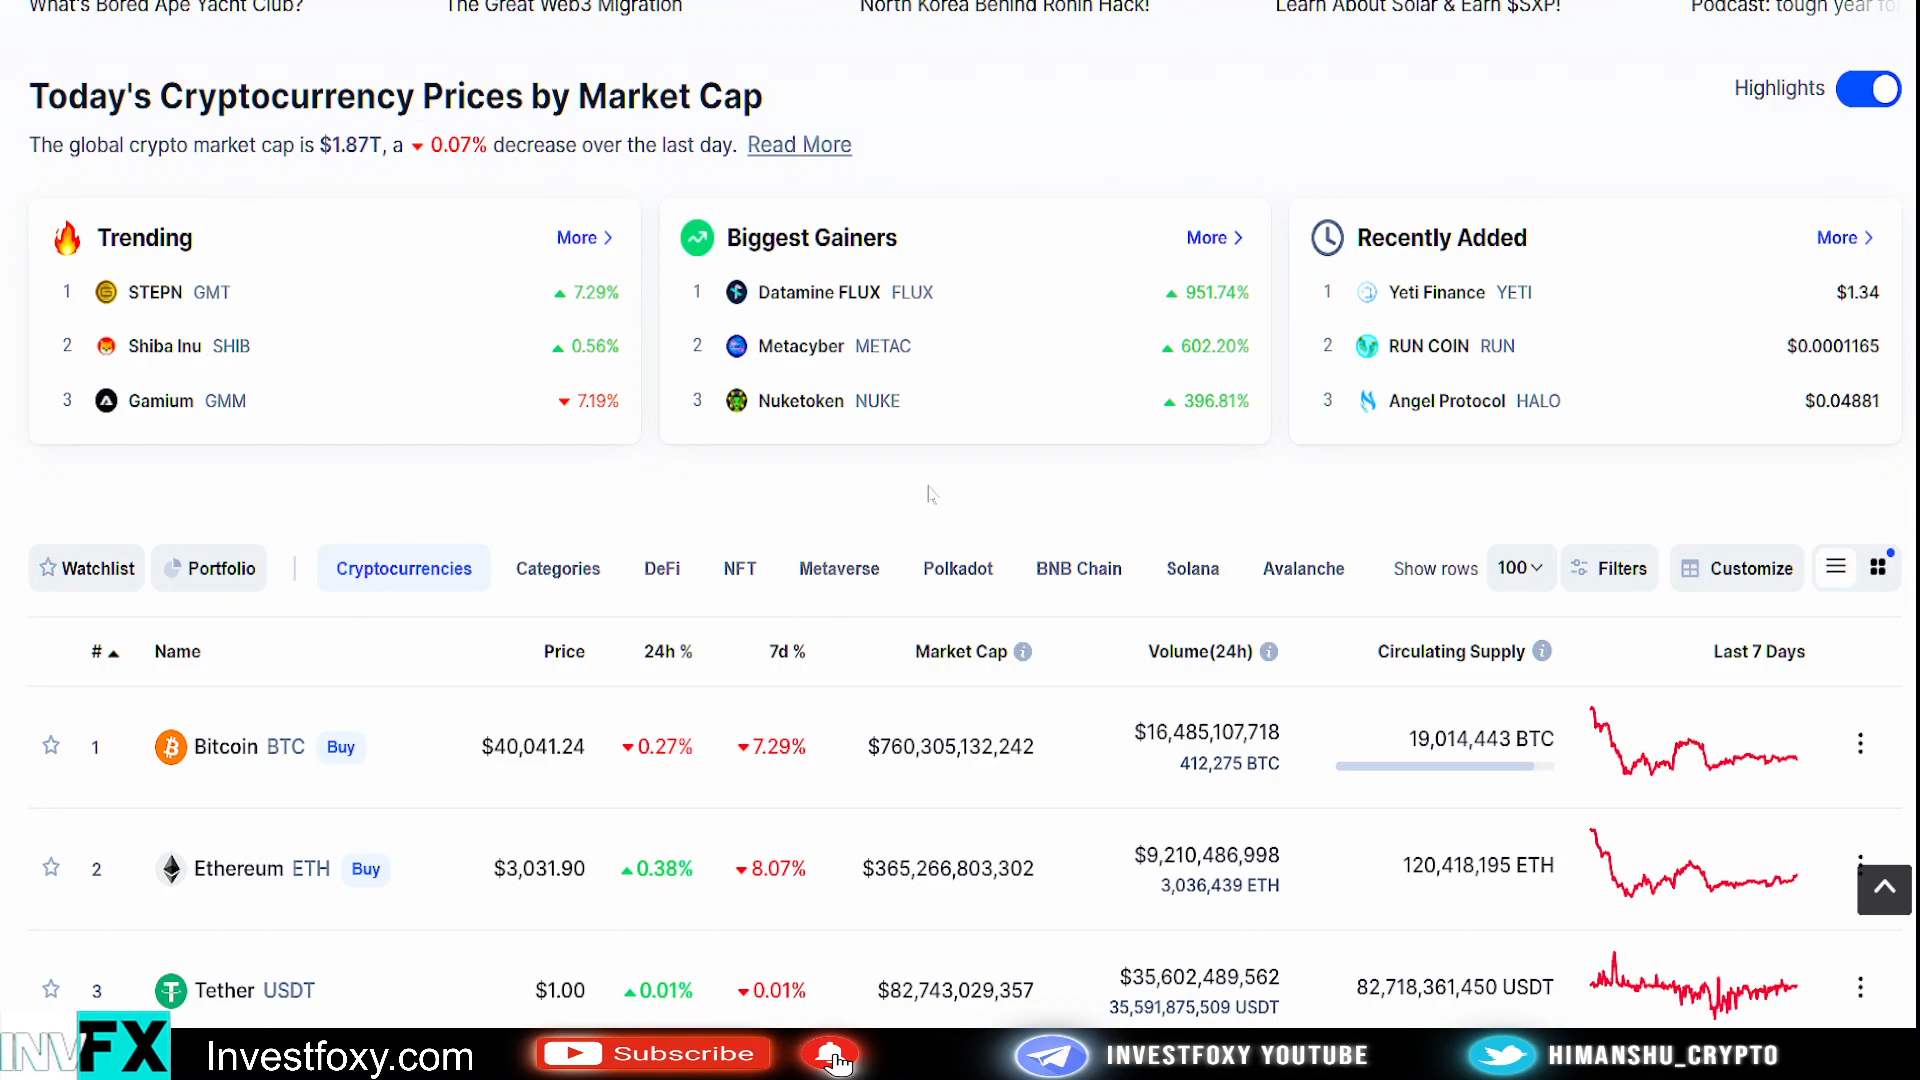 What's Bored Ape Yacht Club? The Great Web3 Migration North Korea Behind Ronin Hack! Learn About Solar & Earn $SXP! Podcast: tough year for
Today's Cryptocurrency Prices by Market Cap
Highlights
The global crypto market cap is $1.87T, a 0.07% decrease over the last day. Read More
Trending More
1 STEPN GMT 7.29%
2 Shiba Inu SHIB 0.56%
3 Gamium GMM 7.19%
Biggest Gainers More
1 Datamine FLUX FLUX 951.74%
2 Metacyber METAC 602.20%
3 Nuketoken NUKE 396.81%
Recently Added More
1 Yeti Finance YETI $1.34
2 RUN COIN RUN $0.0001165
3 Angel Protocol HALO $0.04881
Watchlist Portfolio Cryptocurrencies Categories DeFi NFT Metaverse Polkadot BNB Chain Solana Avalanche Show rows 100 Filters Customize
# Name Price 24h % 7d % Market Cap Volume(24h) Circulating Supply Last 7 Days
1 Bitcoin BTC Buy $40,041.24 0.27% 7.29% $760,305,132,242 $16,485,107,718 19,014,443 BTC
412,275 BTC
2 Ethereum ETH Buy $3,031.90 0.38% 8.07% $365,266,803,302 $9,210,486,998 120,418,195 ETH
3,036,439 ETH
3 Tether USDT $1.00 0.01% 0.01% $82,743,029,357 $35,602,489,562 82,718,361,450 USDT
35,591,875,509 USDT
INVFX Investfoxy.com Subscribe INVESTFOXY YOUTUBE HIMANSHU_CRYPTO